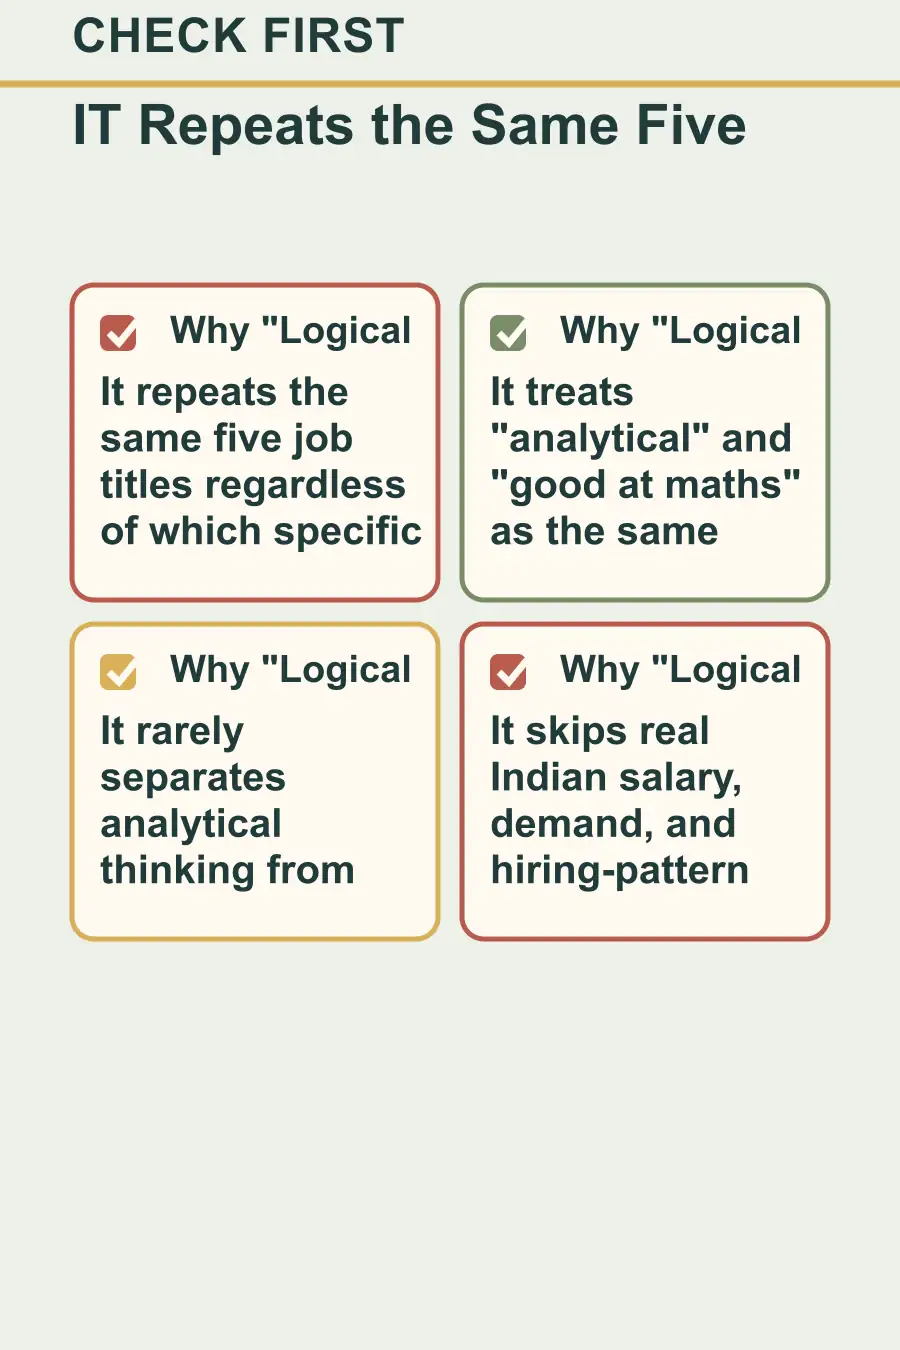 CHECK FIRST
IT Repeats the Same Five
Why "Logical
It repeats the
same five job
titles regardless
of which specific
Why "Logical
It treats
"analytical" and
"good at maths"
as the same
Why "Logical
It rarely
separates
analytical
thinking from
Why "Logical
It skips real
Indian salary,
demand, and
hiring-pattern